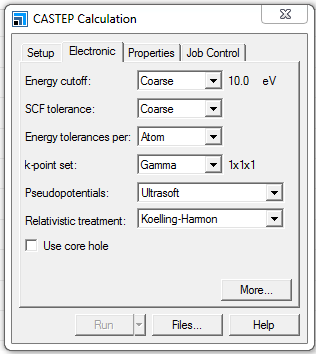 CASTEP Calculation
Setup Electronic Properties Job Control
Energy cutoff: Coarse 10.0 eV
SCF tolerance: Coarse
Energy tolerances per: Atom
k-point set: Gamma 1x1x1
Pseudopotentials: Ultrasoft
Relativistic treatment: Koelling-Harmon
Use core hole
More...
Run Files... Help